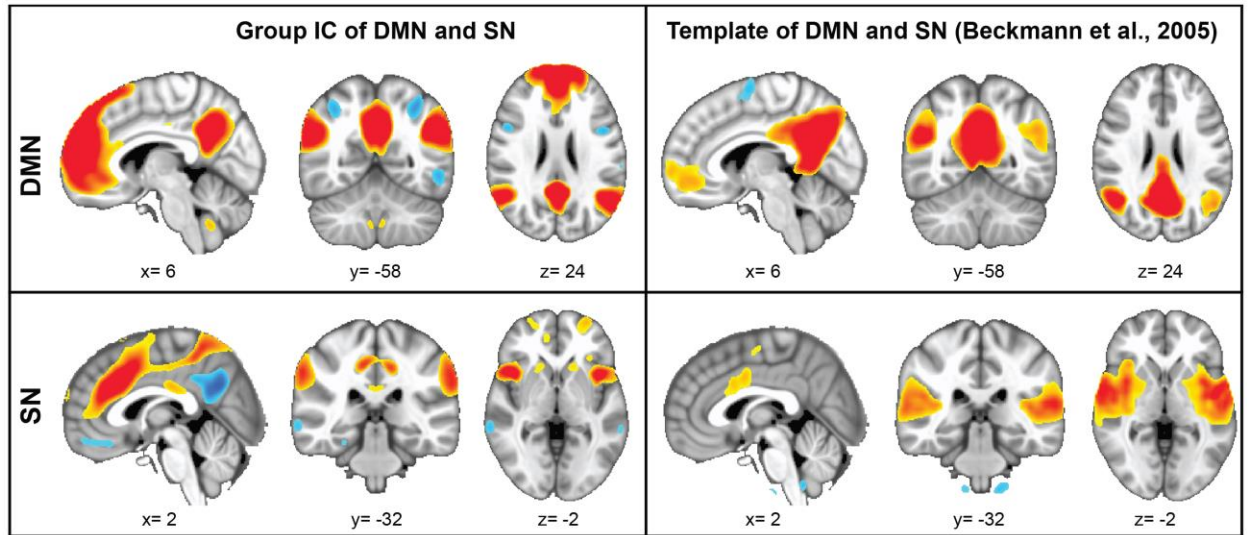 Group IC of DMN and SN
Template of DMN and SN (Beckmann et al., 2005)
DMN
x= 6
y= -58
z= 24
x= 6
y= -58
z= 24
SN
x= 2
y= -32
z= -2
x= 2
y= -32
z= -2